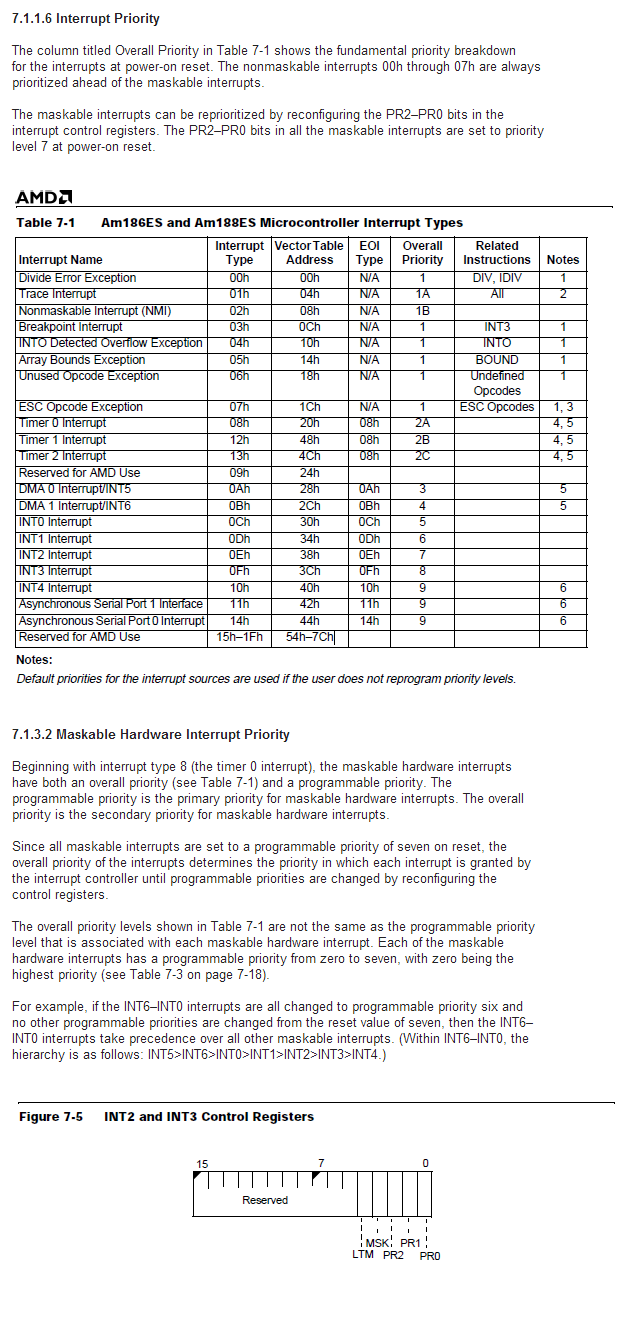 7.1.1.6 Interrupt Priority
The column titled Overall Priority in Table 7-1 shows the fundamental priority breakdown
for the interrupts at power-on reset. The nonmaskable interrupts 00h through 07h are always
prioritized ahead of the maskable interrupts.
The maskable interrupts can be reprioritized by reconfiguring the PR2–PR0 bits in the
interrupt control registers. The PR2–PR0 bits in all the maskable interrupts are set to priority
level 7 at power-on reset.
AMD
Table 7-1 Am186ES and Am188ES Microcontroller Interrupt Types
Interrupt Name Interrupt Type Vector Table Address EOI Type Overall Priority Related Instructions Notes
Divide Error Exception 00h 00h N/A 1 DIV, IDIV 1
Trace Interrupt 01h 04h N/A 1A All 2
Nonmaskable Interrupt (NMI) 02h 08h N/A 1B
Breakpoint Interrupt 03h 0Ch N/A 1 INT3 1
INTO Detected Overflow Exception 04h 10h N/A 1 INTO 1
Array Bounds Exception 05h 14h N/A 1 BOUND 1
Unused Opcode Exception 06h 18h N/A 1 Undefined Opcodes 1
ESC Opcode Exception 07h 1Ch N/A 1 ESC Opcodes 1, 3
Timer 0 Interrupt 08h 20h 08h 2A 4, 5
Timer 1 Interrupt 12h 48h 08h 2B 4, 5
Timer 2 Interrupt 13h 4Ch 08h 2C 4, 5
Reserved for AMD Use 09h 24h
DMA 0 Interrupt/INT5 0Ah 28h 0Ah 3 5
DMA 1 Interrupt/INT6 0Bh 2Ch 0Bh 4 5
INT0 Interrupt 0Ch 30h 0Ch 5
INT1 Interrupt 0Dh 34h 0Dh 6
INT2 Interrupt 0Eh 38h 0Eh 7
INT3 Interrupt 0Fh 3Ch 0Fh 8
INT4 Interrupt 10h 40h 10h 9 6
Asynchronous Serial Port 1 Interface 11h 42h 11h 9 6
Asynchronous Serial Port 0 Interrupt 14h 44h 14h 9 6
Reserved for AMD Use 15h–1Fh 54h–7Ch
Notes:
Default priorities for the interrupt sources are used if the user does not reprogram priority levels.
7.1.3.2 Maskable Hardware Interrupt Priority
Beginning with interrupt type 8 (the timer 0 interrupt), the maskable hardware interrupts
have both an overall priority (see Table 7-1) and a programmable priority. The
programmable priority is the primary priority for maskable hardware interrupts. The overall
priority is the secondary priority for maskable hardware interrupts.
Since all maskable interrupts are set to a programmable priority of seven on reset, the
overall priority of the interrupts determines the priority in which each interrupt is granted by
the interrupt controller until programmable priorities are changed by reconfiguring the
control registers.
The overall priority levels shown in Table 7-1 are not the same as the programmable priority
level that is associated with each maskable hardware interrupt. Each of the maskable
hardware interrupts has a programmable priority from zero to seven, with zero being the
highest priority (see Table 7-3 on page 7-18).
For example, if the INT6–INT0 interrupts are all changed to programmable priority six and
no other programmable priorities are changed from the reset value of seven, then the INT6–
INT0 interrupts take precedence over all other maskable interrupts. (Within INT6–INT0, the
hierarchy is as follows: INT5>INT6>INT0>INT1>INT2>INT3>INT4.)
Figure 7-5 INT2 and INT3 Control Registers
15 7 0
Reserved
MSK PR1
LTM PR2 PR0